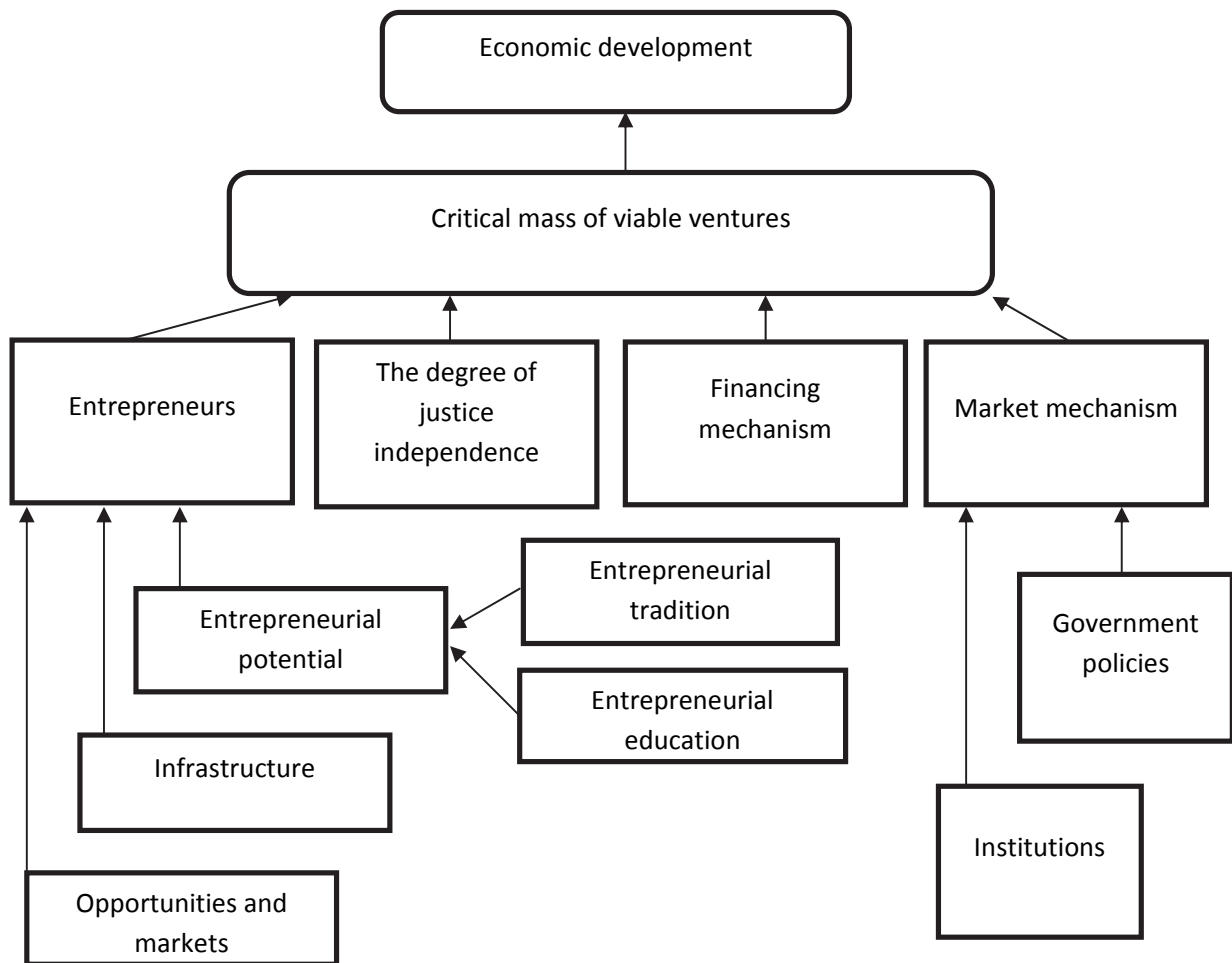 Economic development
Critical mass of viable ventures
Entrepreneurs
The degree of
justice
independence
Financing
mechanism
Market mechanism
Entrepreneurial
potential
Entrepreneurial
tradition
Entrepreneurial
education
Government
policies
Infrastructure
Institutions
Opportunities and
markets